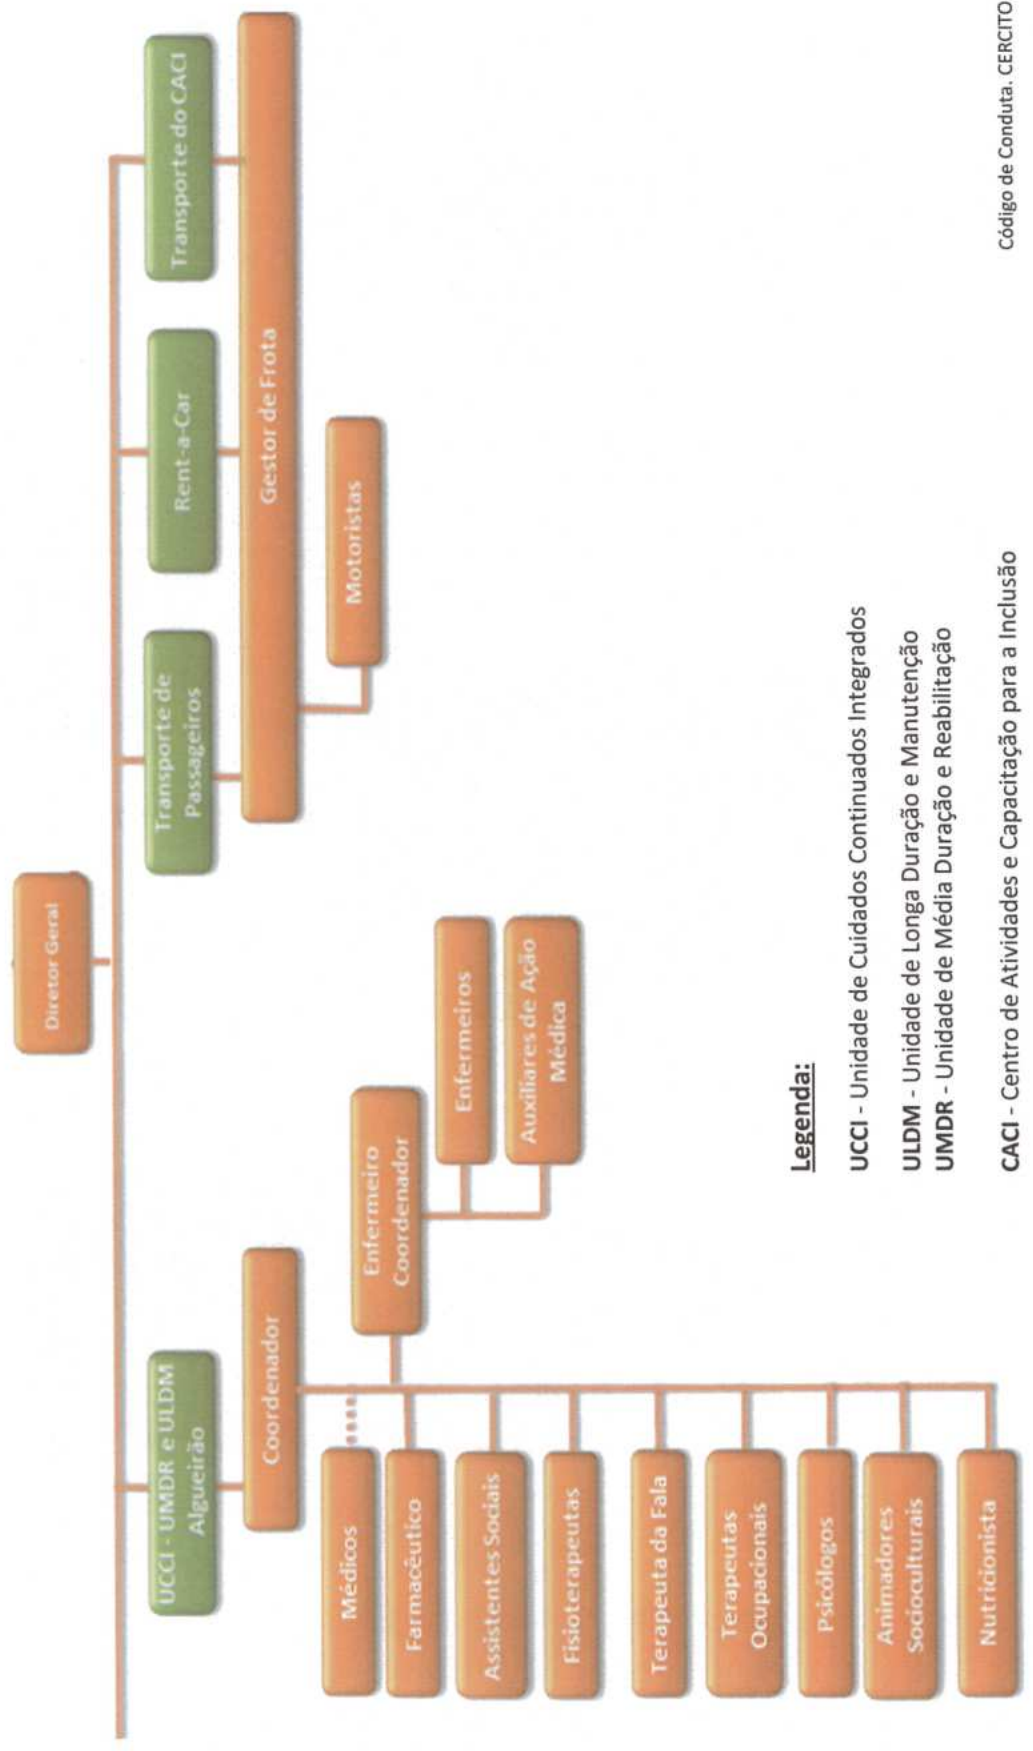 Diretor Geral
UCCI - UMDR e ULDM
Algueirão
Transporte de
Passageiros
Rent-a-Car
Transporte do CACI
Coordenador
Gestor de Frota
Médicos
Farmacêutico
Assistentes Sociais
Fisioterapeutas
Terapeuta da Fala
Terapeutas
Ocupacionais
Psicólogos
Animadores
Socioculturais
Nutricionista
Enfermeiro
Coordenador
Enfermeiros
Auxiliares de Ação
Médica
Motoristas
Legenda:
UCCI - Unidade de Cuidados Continuados Integrados
ULDM - Unidade de Longa Duração e Manutenção
UMDR - Unidade de Média Duração e Reabilitação
CACI - Centro de Atividades e Capacitação para a Inclusão
Código de Conduta. CERCITO